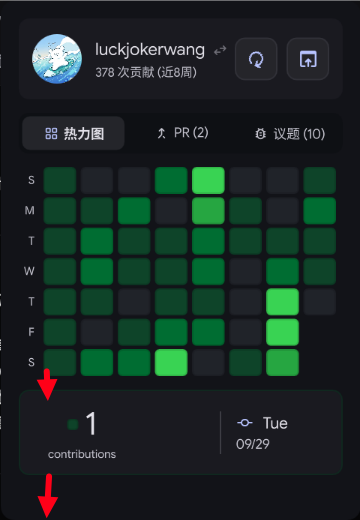 luckjokerwang
378 次贡献 (近8周)
热力图
PR (2)
议题 (10)
S
M
T
W
T
F
S
1
contributions
Tue
09/29